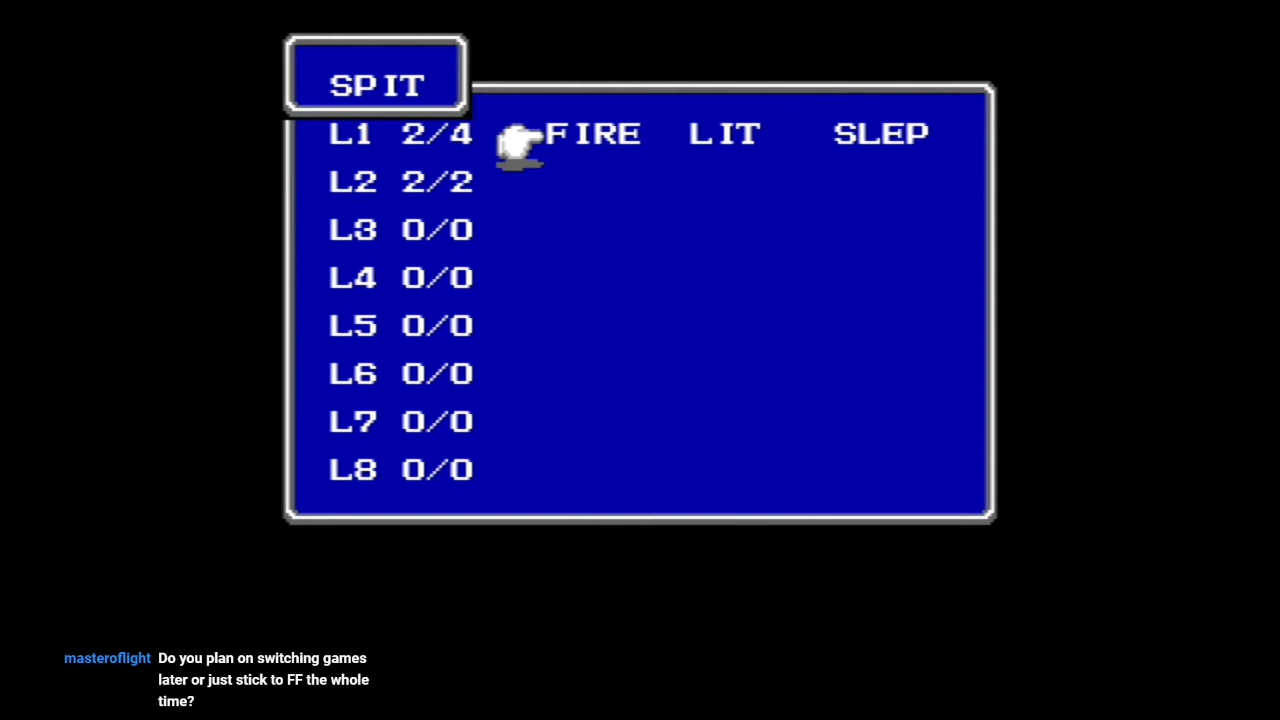 SPIT
L1 2/4 FIRE LIT SLEP
L2 2/2
L3 0/0
L4 0/0
L5 0/0
L6 0/0
L7 0/0
L8 0/0
masteroflight Do you plan on switching games
later or just stick to FF the whole
time?